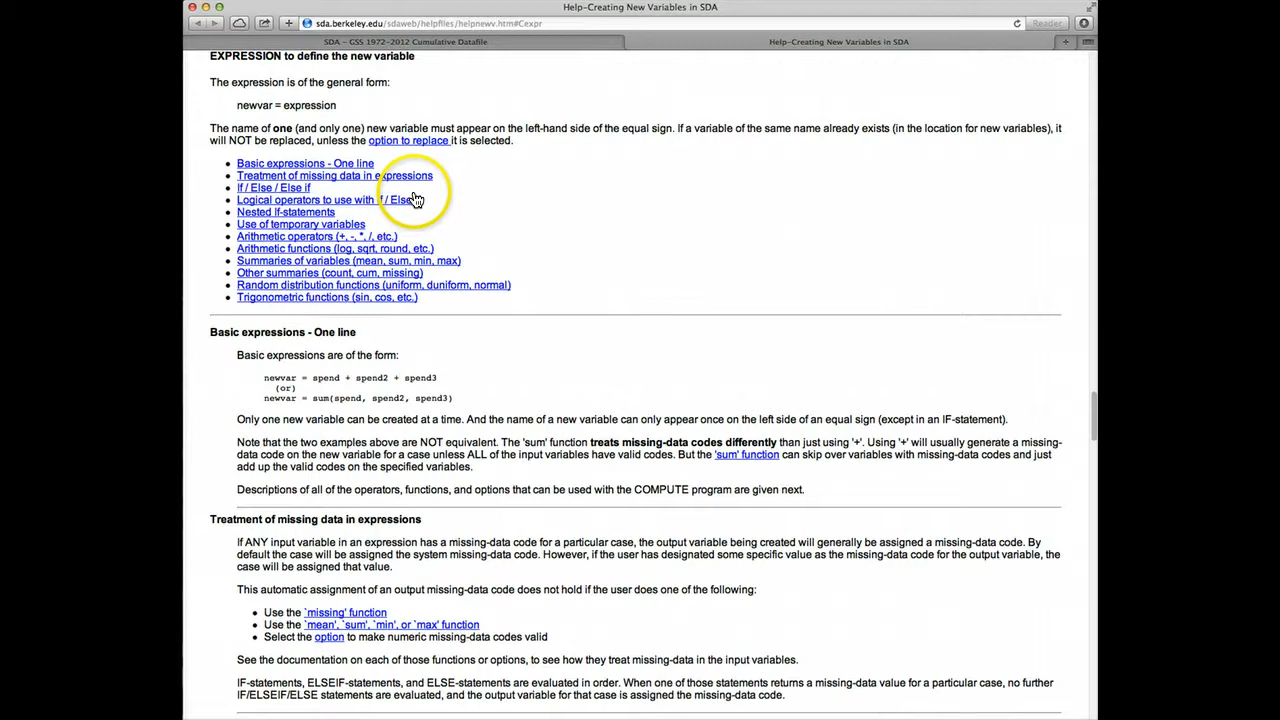 Help-Creating New Variables in SDA
sda.berkeley.edu/sdaweb/helpfiles/helpnewv.htm#Cexpr
Reader
SDA - GSS 1972-2012 Cumulative Datafile
Help-Creating New Variables in SDA
EXPRESSION to define the new variable
The expression is of the general form:
newvar = expression
The name of one (and only one) new variable must appear on the left-hand side of the equal sign. If a variable of the same name already exists (in the location for new variables), it
will NOT be replaced, unless the option to replace it is selected.
Basic expressions - One line
Treatment of missing data in expressions
If / Else / Else if
Logical operators to use with If / Else
Nested If-statements
Use of temporary variables
Arithmetic operators (+, -, *, /, etc.)
Arithmetic functions (log, sqrt, round, etc.)
Summaries of variables (mean, sum, min, max)
Other summaries (count, cum, missing)
Random distribution functions (uniform, duniform, normal)
Trigonometric functions (sin, cos, etc.)
Basic expressions - One line
Basic expressions are of the form:
newvar = spend + spend2 + spend3
(or)
newvar = sum(spend, spend2, spend3)
Only one new variable can be created at a time. And the name of a new variable can only appear once on the left side of an equal sign (except in an IF-statement).
Note that the two examples above are NOT equivalent. The 'sum' function treats missing-data codes differently than just using '+'. Using '+' will usually generate a missing-
data code on the new variable for a case unless ALL of the input variables have valid codes. But the 'sum' function can skip over variables with missing-data codes and just
add up the valid codes on the specified variables.
Descriptions of all of the operators, functions, and options that can be used with the COMPUTE program are given next.
Treatment of missing data in expressions
If ANY input variable in an expression has a missing-data code for a particular case, the output variable being created will generally be assigned a missing-data code. By
default the case will be assigned the system missing-data code. However, if the user has designated some specific value as the missing-data code for the output variable, the
case will be assigned that value.
This automatic assignment of an output missing-data code does not hold if the user does one of the following:
Use the `missing' function
Use the `mean', `sum', `min', or `max' function
Select the option to make numeric missing-data codes valid
See the documentation on each of those functions or options, to see how they treat missing-data in the input variables.
IF-statements, ELSEIF-statements, and ELSE-statements are evaluated in order. When one of those statements returns a missing-data value for a particular case, no further
IF/ELSEIF/ELSE statements are evaluated, and the output variable for that case is assigned the missing-data code.